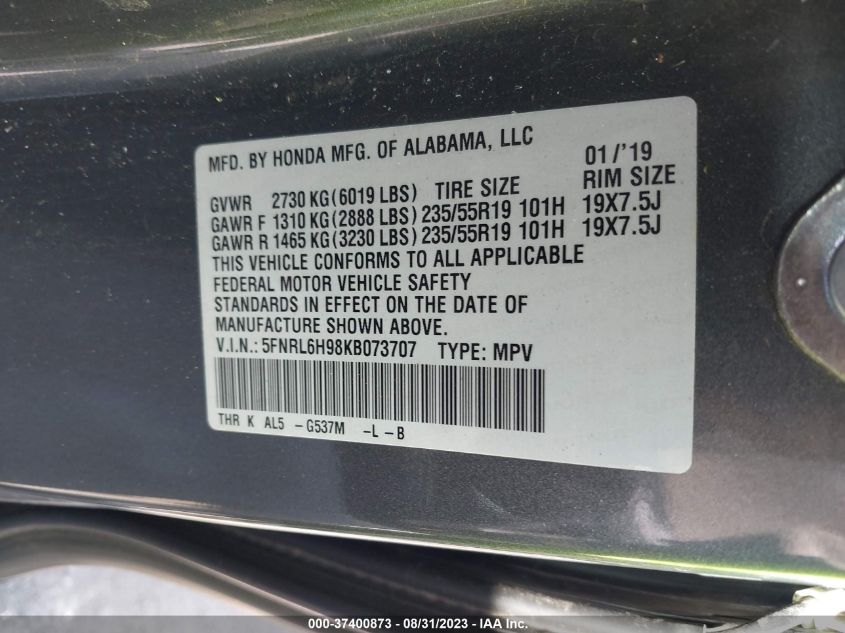 MFD. BY HONDA MFG. OF ALABAMA, LLC 01/'19
GVWR 2730 KG(6019 LBS) TIRE SIZE RIM SIZE
GAWR F 1310 KG(2888 LBS) 235/55R19 101H 19X7.5J
GAWR R 1465 KG(3230 LBS) 235/55R19 101H 19X7.5J
THIS VEHICLE CONFORMS TO ALL APPLICABLE
FEDERAL MOTOR VEHICLE SAFETY
STANDARDS IN EFFECT ON THE DATE OF
MANUFACTURE SHOWN ABOVE.
V.I.N.: 5FNRL6H98KB073707 TYPE: MPV
THR K AL5 -G537M -L-B
000-37400873 - 08/31/2023 - IAA Inc.